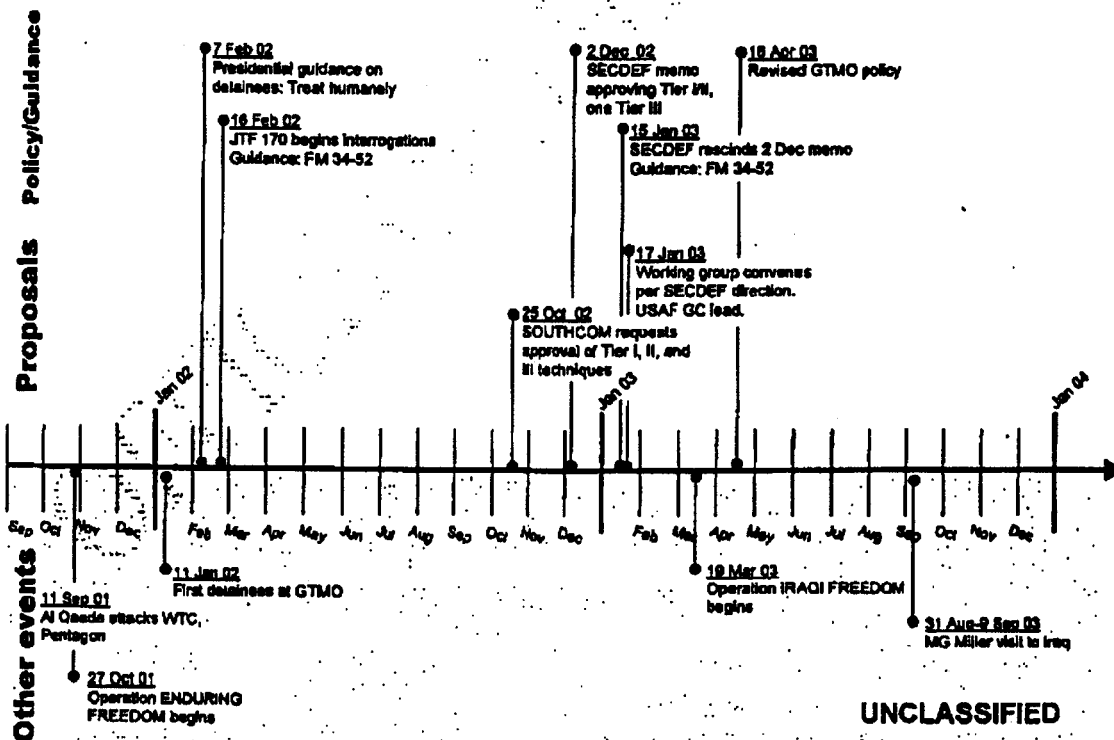 Policy/Guidance
Proposals
Other events
7 Feb 02
Presidential guidance on
detainees: Treat humanely
16 Feb 02
JTF 170 begins interrogations
Guidance: FM 34-52
2 Dec 02
SECDEF memo
approving Tier I/II,
one Tier III
15 Jan 03
SECDEF rescinds 2 Dec memo
Guidance: FM 34-52
16 Apr 03
Revised GTMO policy
17 Jan 03
Working group convenes
per SECDEF direction.
USAF GC lead.
25 Oct 02
SOUTHCOM requests
approval of Tier I, II, and
III techniques
Jan 02
Jan 03
Jan 04
Sep Oct Nov Dec Feb Mar Apr May Jun Jul Aug Sep Oct Nov Dec Feb Mar Apr May Jun Jul Aug Sep Oct Nov Dec
11 Sep 01
Al Qaeda attacks WTC,
Pentagon
27 Oct 01
Operation ENDURING
FREEDOM begins
11 Jan 02
First detainees at GTMO
19 Mar 03
Operation IRAQI FREEDOM
begins
31 Aug-9 Sep 03
MG Miller visit to Iraq
UNCLASSIFIED